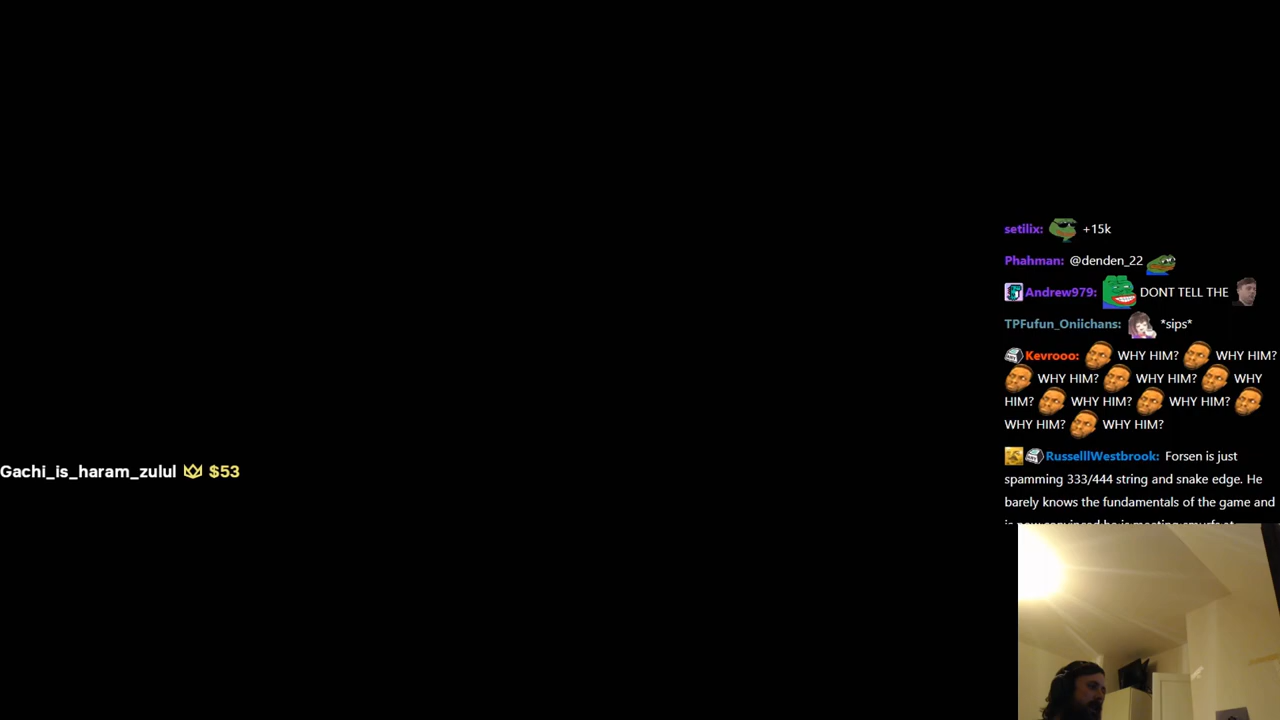 setilix: +15k
Phahman: @denden_22
Andrew979: DONT TELL THE
TPFufun_Oniichans: *sips*
Kevrooo: WHY HIM? WHY HIM?
WHY HIM? WHY HIM? WHY
HIM? WHY HIM? WHY HIM?
WHY HIM? WHY HIM?
RusselllWestbrook: Forsen is just
spamming 333/444 string and snake edge. He
barely knows the fundamentals of the game and
Gachi_is_haram_zulul $53